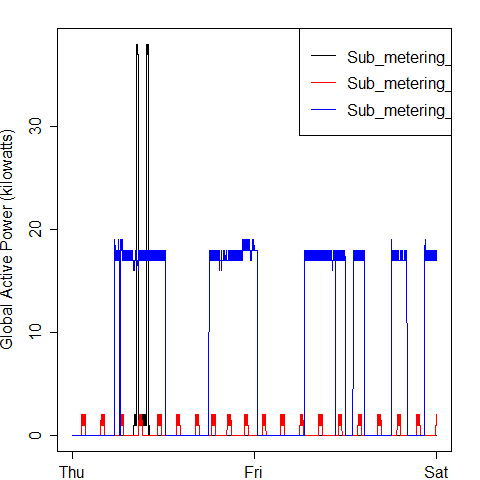 Sub_metering_
Sub_metering_
Sub_metering_
Global Active Power (kilowatts)
30
20
10
0
Thu Fri Sat